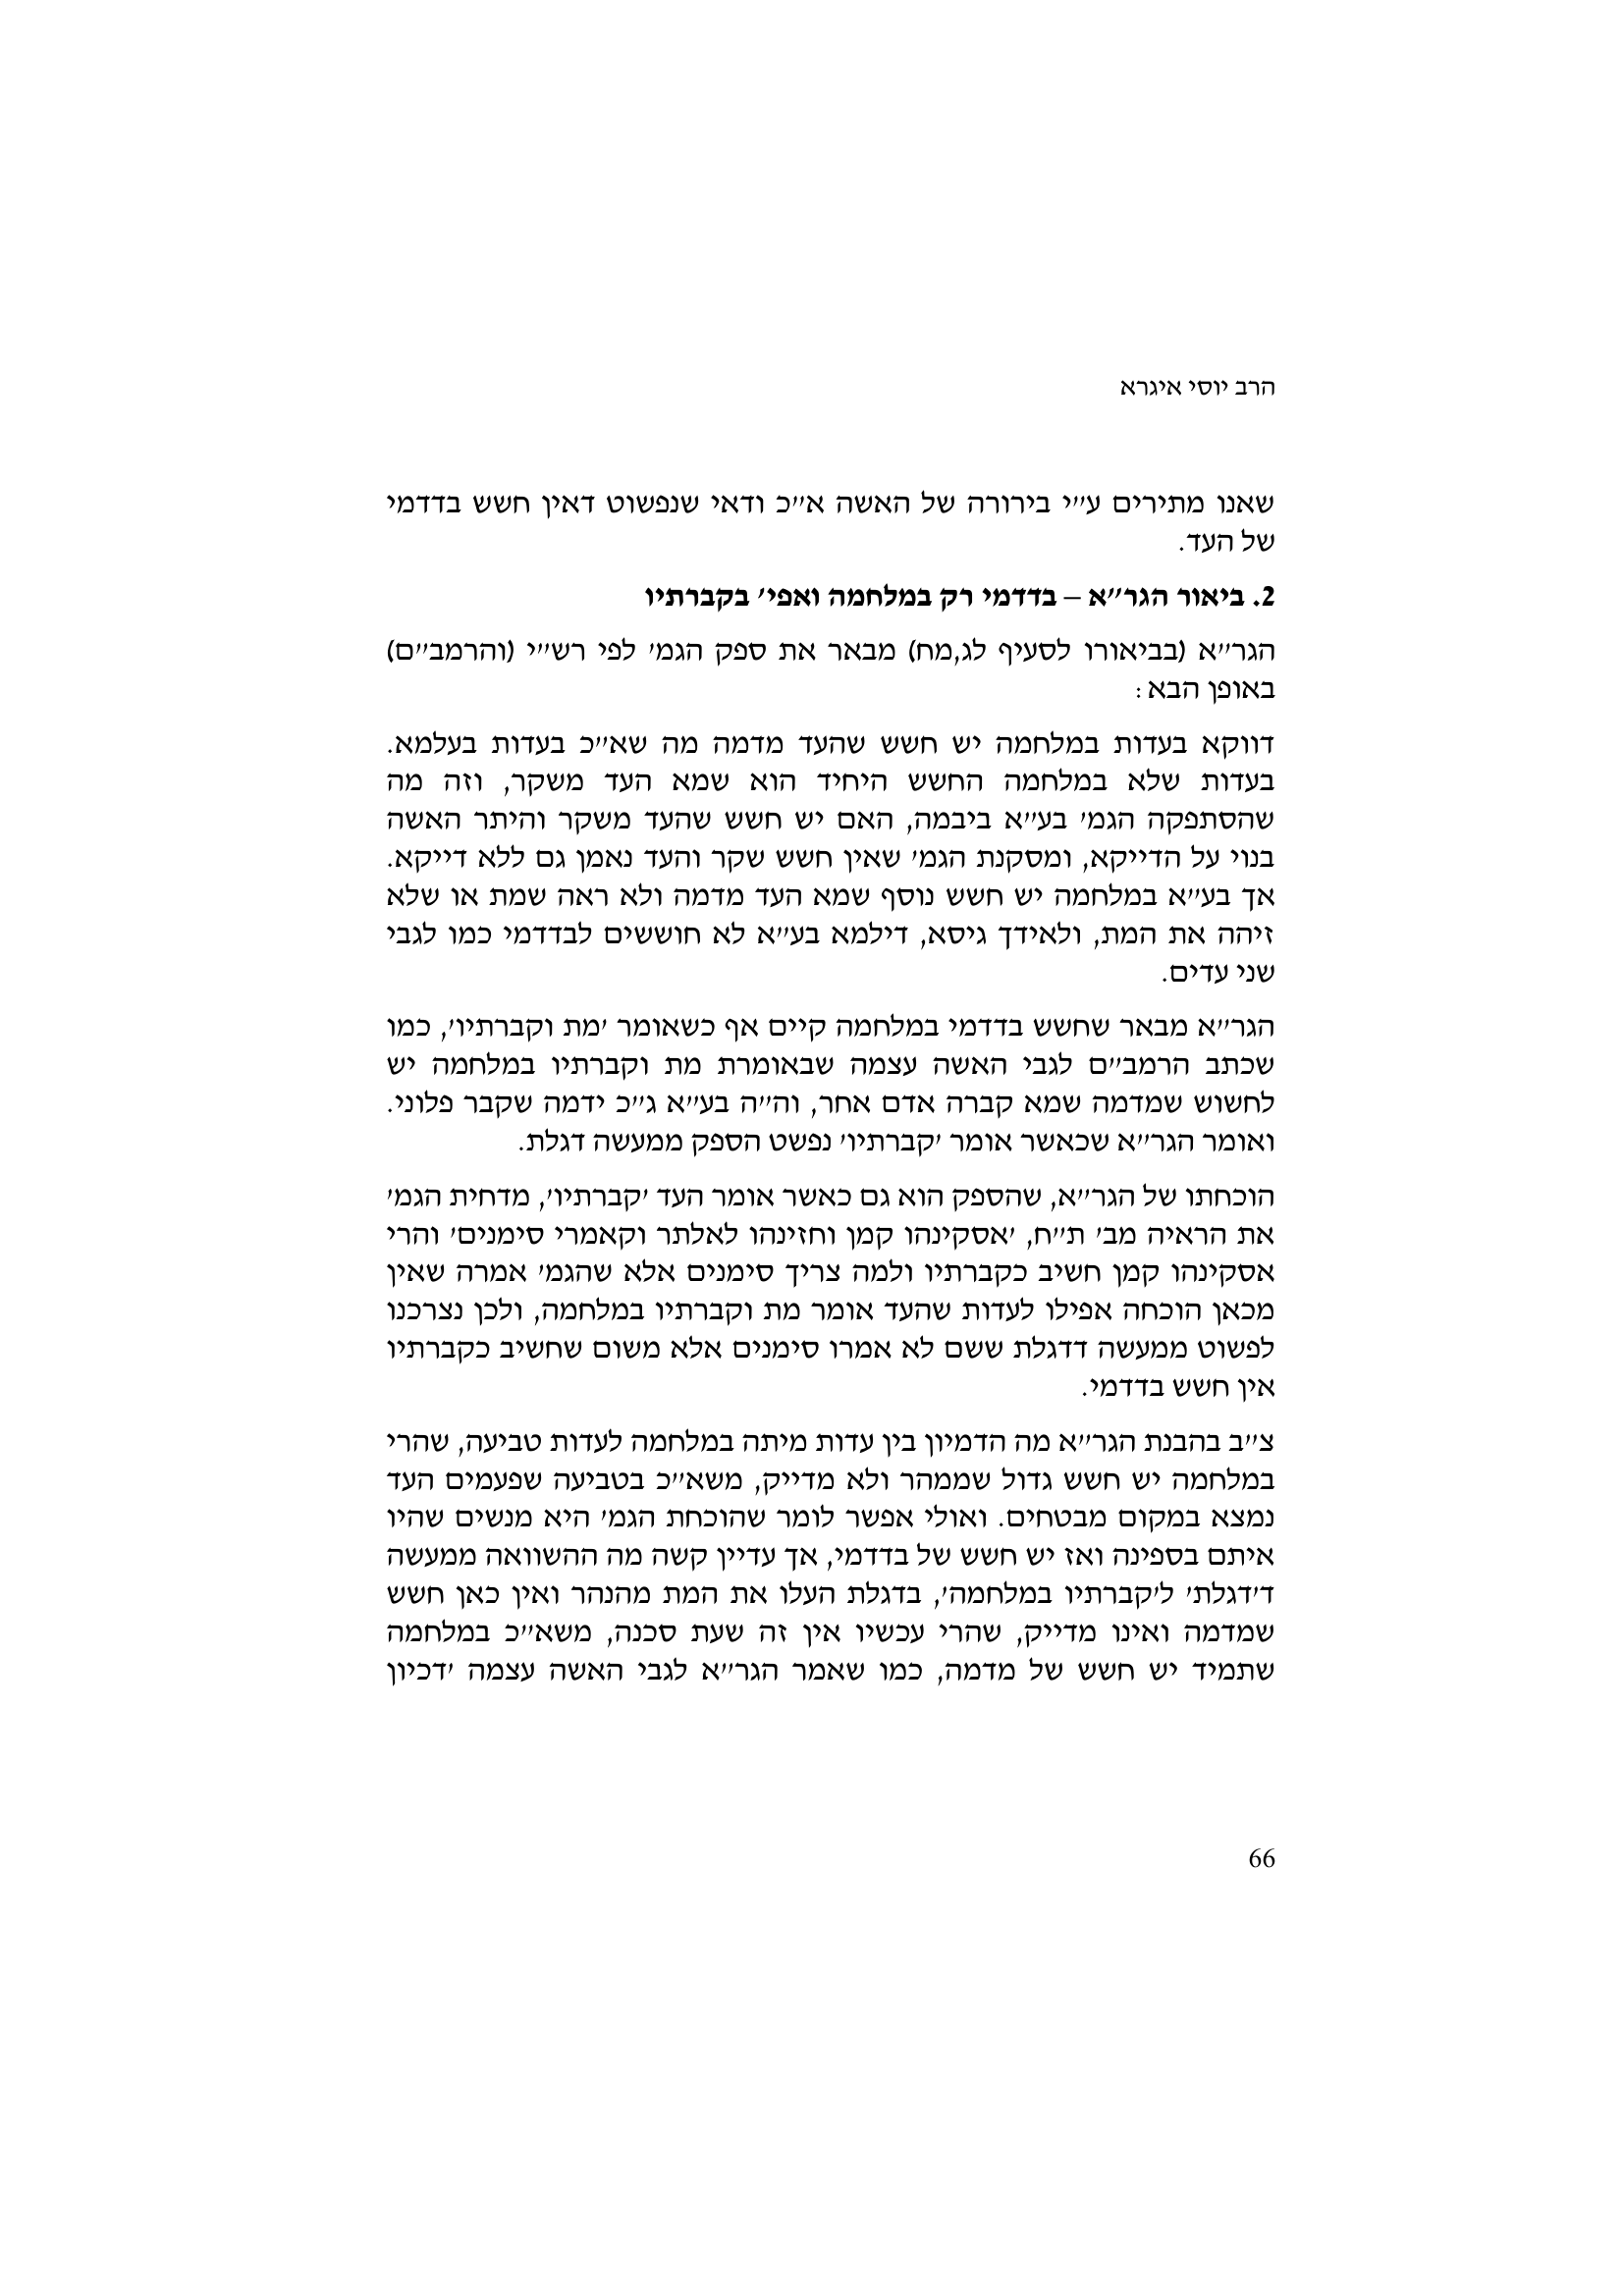 הרב יוסי איגרא
שאנו מתירים ע״י בירורה של האשה א״כ ודאי שנפשוט דאין חשש בדדמי
של העד.
2. ביאור הגר״א – בדדמי רק במלחמה ואפי׳ בקברתיו
הגר״א (בביאורו לסעיף לג,מח) מבאר את ספק הגמ׳ לפי רש״י (והרמב״ם)
באופן הבא:
דווקא בעדות במלחמה יש חשש שהעד מדמה מה שא״כ בעדות בעלמא.
בעדות שלא במלחמה החשש היחיד הוא שמא העד משקר, וזה מה
שהסתפקה הגמ׳ בע״א ביבמה, האם יש חשש שהעד משקר והיתר האשה
בנוי על הדייקא, ומסקנת הגמ׳ שאין חשש שקר והעד נאמן גם ללא דייקא.
אך בע״א במלחמה יש חשש נוסף שמא העד מדמה ולא ראה שמת או שלא
זיהה את המת, ולאידך גיסא, דילמא בע״א לא חוששים לבדדמי כמו לגבי
שני עדים.
הגר״א מבאר שחשש בדדמי במלחמה קיים אף כשאומר ׳מת וקברתיו׳, כמו
שכתב הרמב״ם לגבי האשה עצמה שבאומרת מת וקברתיו במלחמה יש
לחשוש שמדמה שמא קברה אדם אחר, וה״ה בע״א ג״כ ידמה שקבר פלוני.
ואומר הגר״א שכאשר אומר ׳קברתיו׳ נפשט הספק ממעשה דגלת.
הוכחתו של הגר״א, שהספק הוא גם כאשר אומר העד ׳קברתיו׳, מדחית הגמ׳
את הראיה מב׳ ת״ח, ׳אסקינהו קמן וחזינהו לאלתר וקאמרי סימנים׳ והרי
אסקינהו קמן חשיב כקברתיו ולמה צריך סימנים אלא שהגמ׳ אמרה שאין
מכאן הוכחה אפילו לעדות שהעד אומר מת וקברתיו במלחמה, ולכן נצרכנו
לפשוט ממעשה דדגלת ששם לא אמרו סימנים אלא משום שחשיב כקברתיו
אין חשש בדדמי.
צ״ב בהבנת הגר״א מה הדמיון בין עדות מיתה במלחמה לעדות טביעה, שהרי
במלחמה יש חשש גדול שממהר ולא מדייק, משא״כ בטביעה שפעמים העד
נמצא במקום מבטחים. ואולי אפשר לומר שהוכחת הגמ׳ היא מנשים שהיו
איתם בספינה ואז יש חשש של בדדמי, אך עדיין קשה מה ההשוואה ממעשה
ד׳דגלת׳ ל׳קברתיו במלחמה׳, בדגלת העלו את המת מהנהר ואין כאן חשש
שמדמה ואינו מדייק, שהרי עכשיו אין זה שעת סכנה, משא״כ במלחמה
שתמיד יש חשש של מדמה, כמו שאמר הגר״א לגבי האשה עצמה ׳דכיון
66